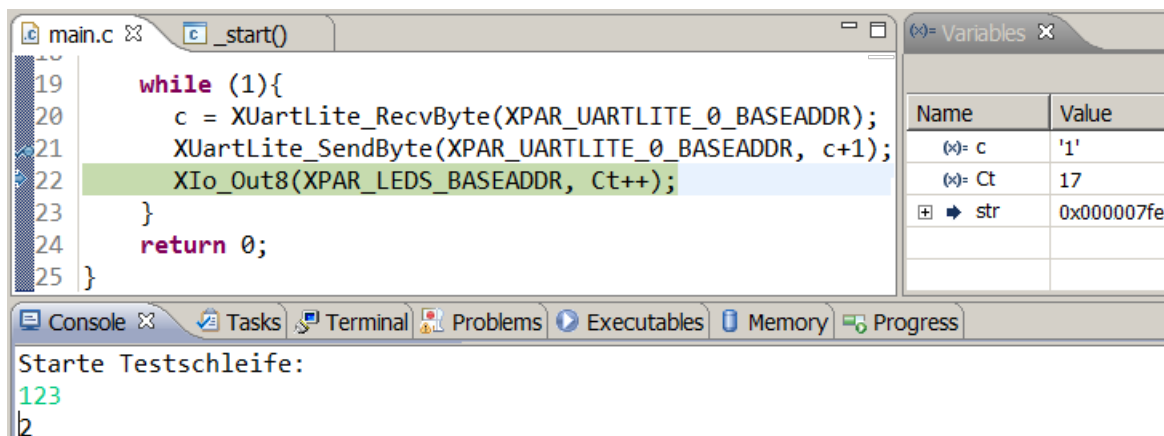 main.c _start() (x)= Variables
19 while (1){
20 c = XUartLite_RecvByte(XPAR_UARTLITE_0_BASEADDR);
21 XUartLite_SendByte(XPAR_UARTLITE_0_BASEADDR, c+1);
22 XIo_Out8(XPAR_LEDS_BASEADDR, Ct++);
23 }
24 return 0;
25 }
Name Value
(x)= c '1'
(x)= Ct 17
str 0x000007fe
Console Tasks Terminal Problems Executables Memory Progress
Starte Testschleife:
123
2